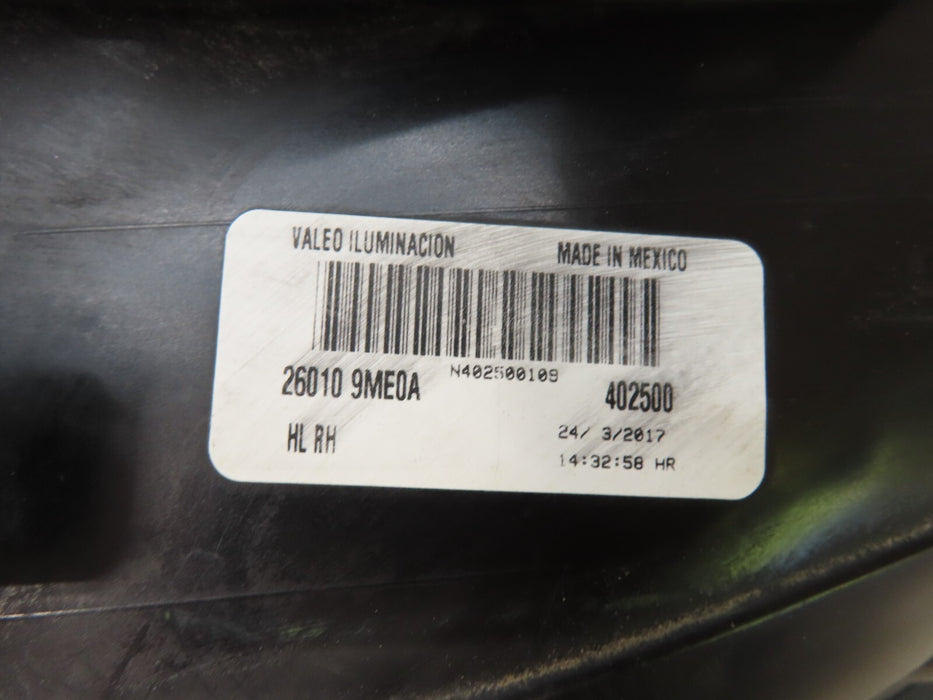 VALEO ILUMINACION MADE IN MEXICO
N402500109
26010 9ME0A 402500
HL RH 24/ 3/2017
14:32:58 HR